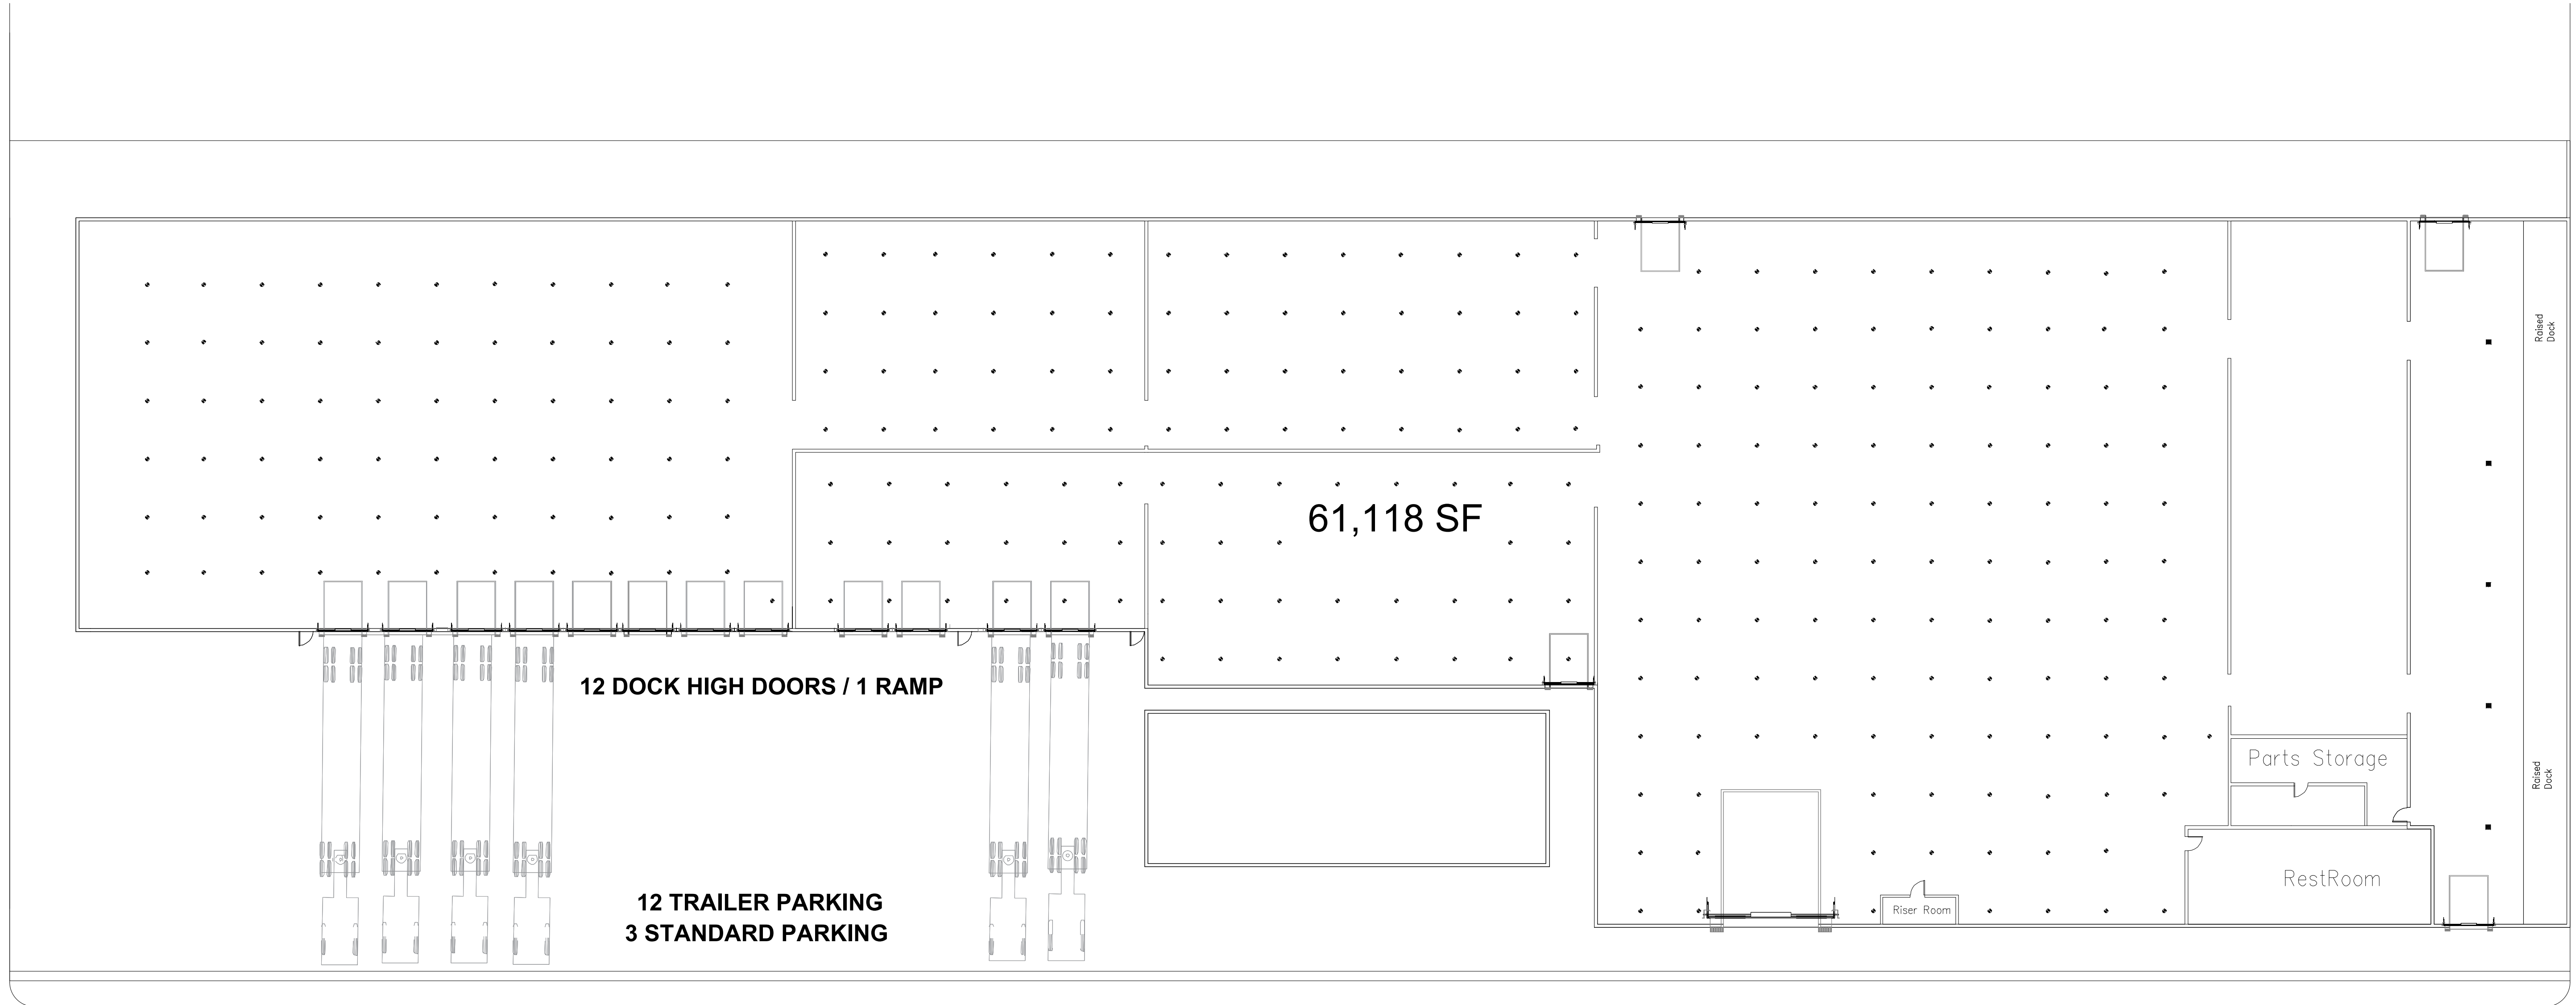 Raised
Dock
61,118 SF
12 DOCK HIGH DOORS / 1 RAMP
Parts Storage
Raised
Dock
RestRoom
12 TRAILER PARKING
Riser Room
3 STANDARD PARKING